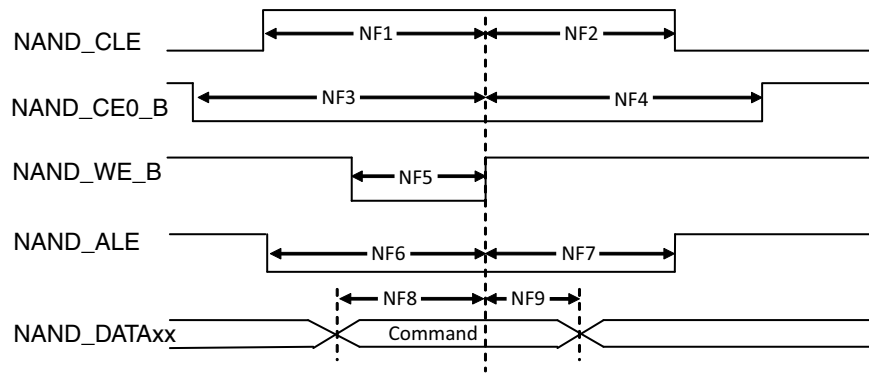 NAND_CLE
NF1
NF2
NAND_CE0_B
NF3
NF4
NAND_WE_B
NF5
NAND_ALE
NF6
NF7
NF8
NF9
NAND_DATAxx
Command